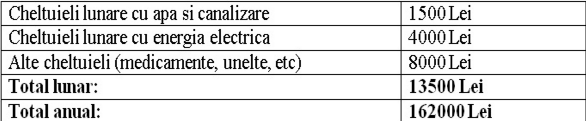 Cheltuieli lunare cu apa si canalizare 1500 Lei
Cheltuieli lunare cu energia electrica 4000 Lei
Alte cheltuieli (medicamente, unelte, etc) 8000 Lei
Total lunar: 13500 Lei
Total anual: 162000 Lei